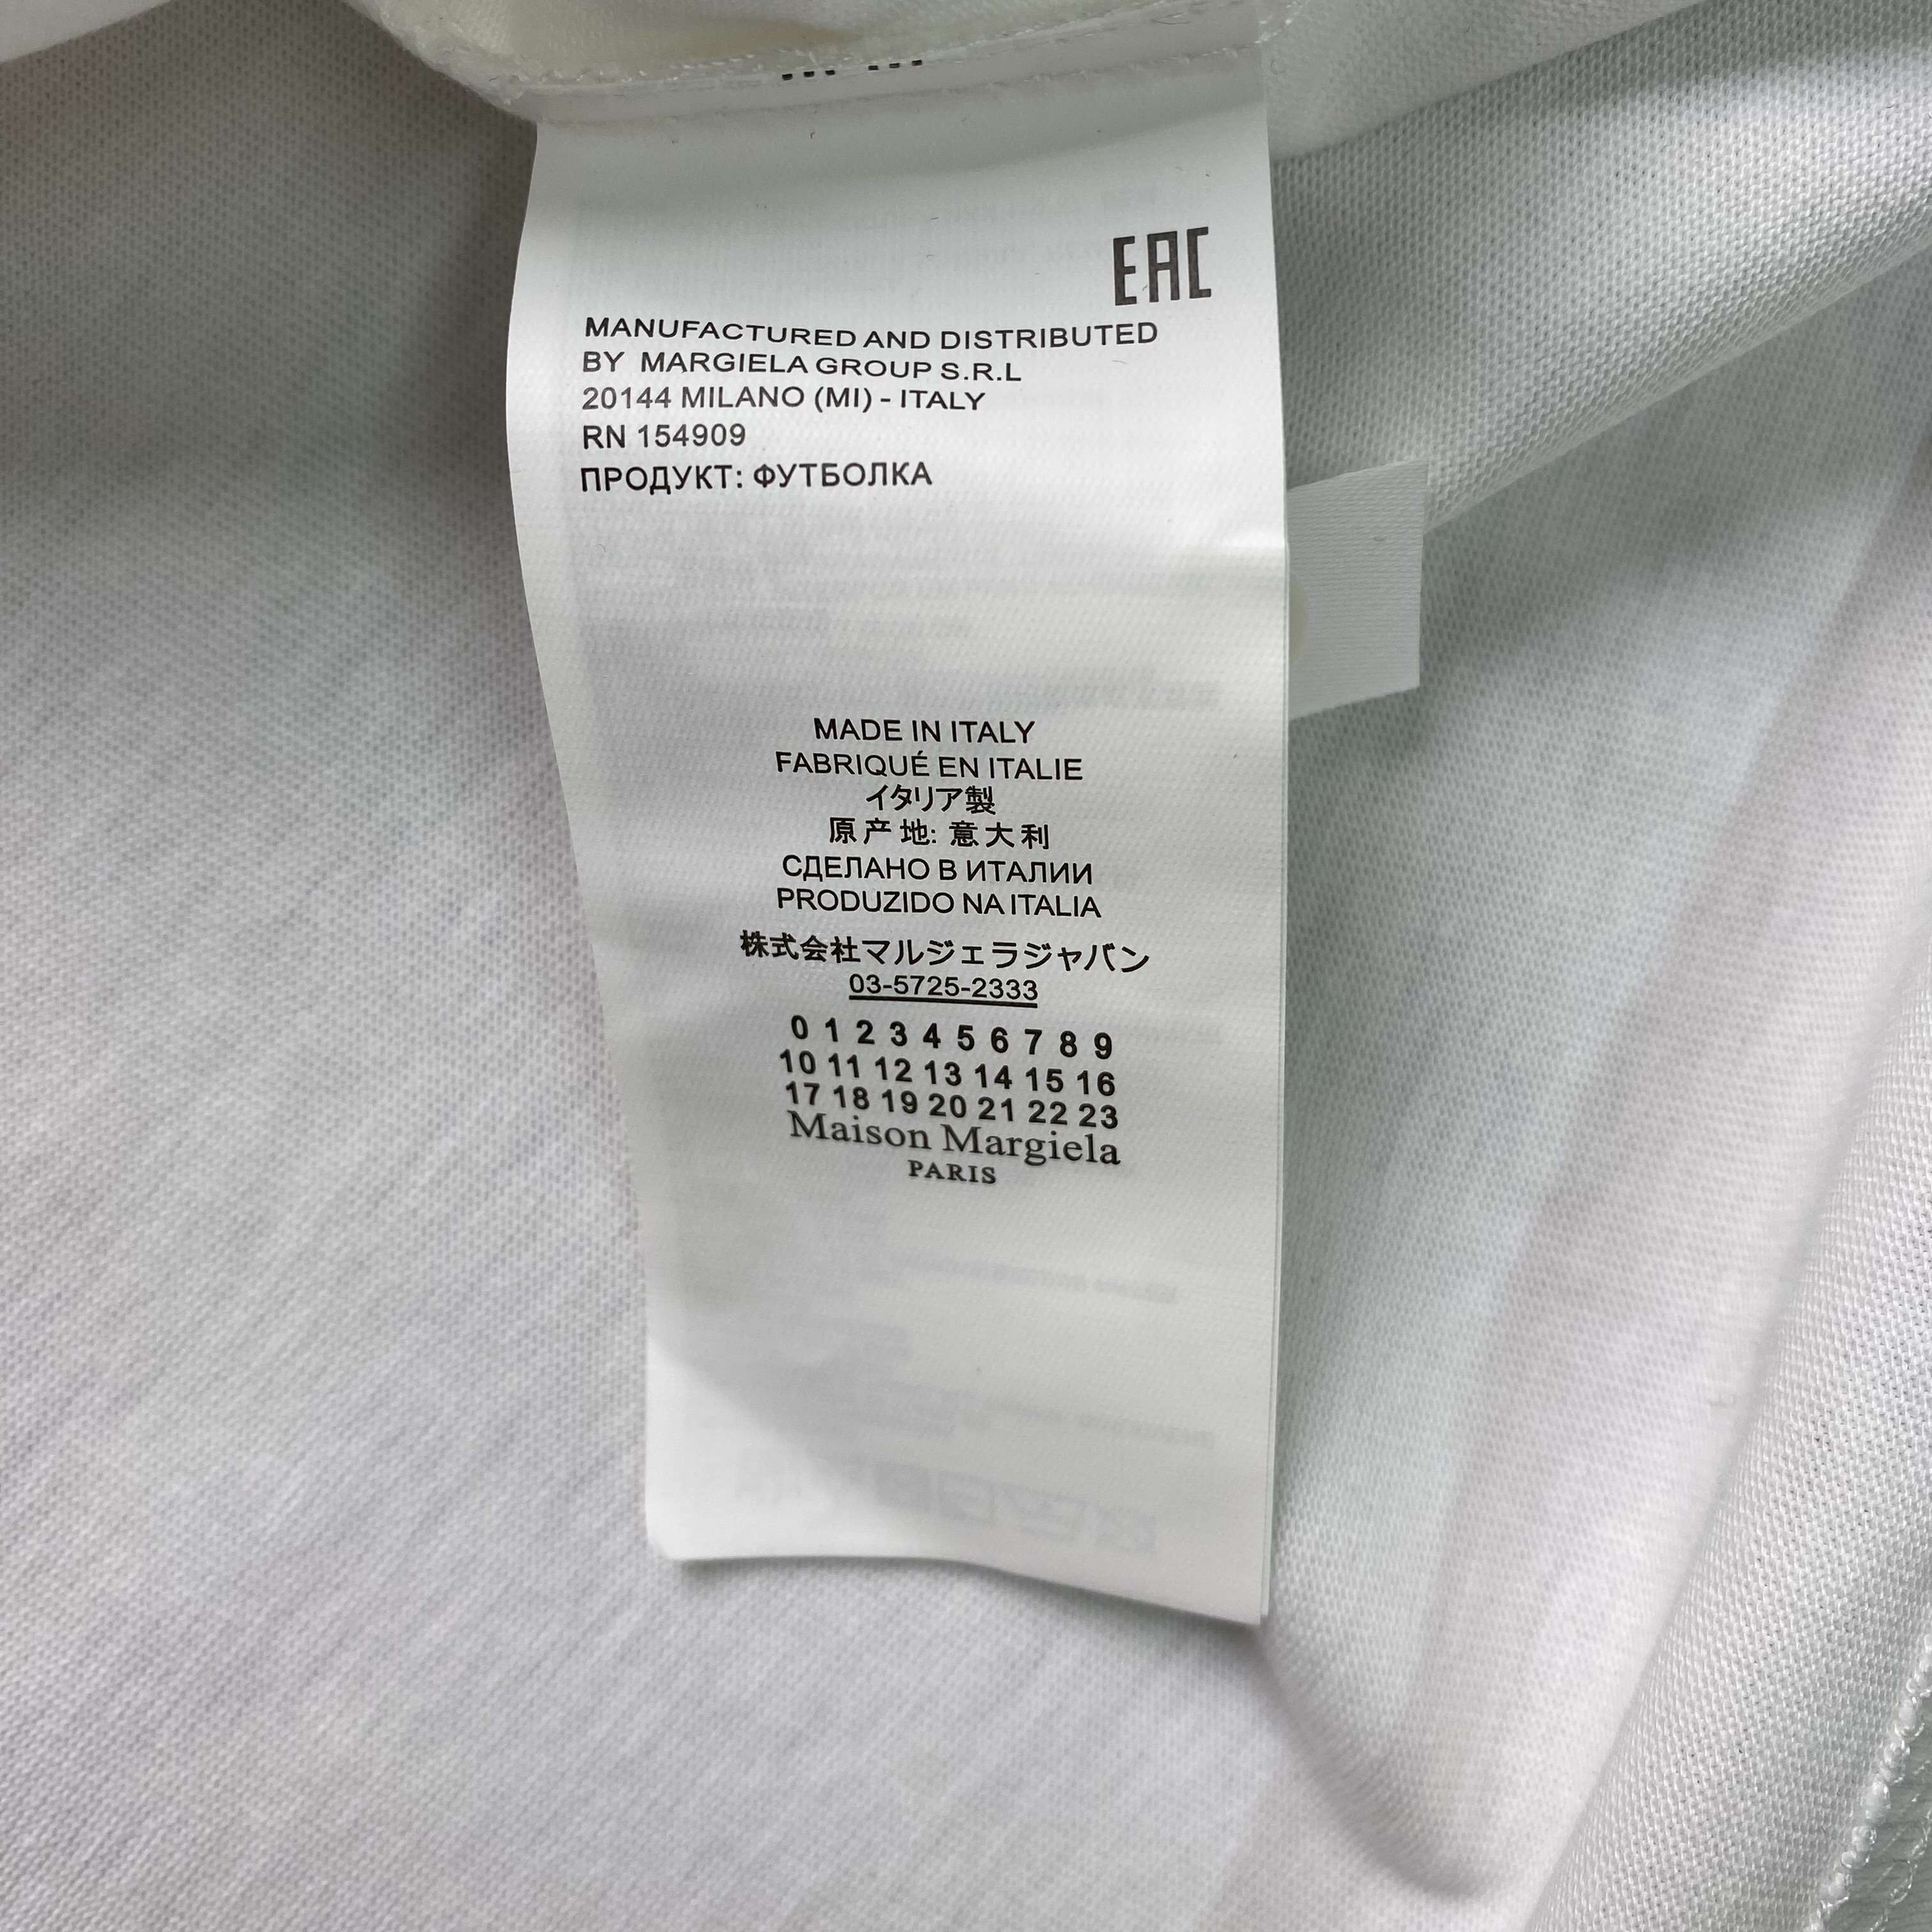 EAC
MANUFACTURED AND DISTRIBUTED
BY MARGIELA GROUP S.R.L
20144 MILANO (MI) - ITALY
RN 154909
ПРОДУКТ: ФУТБОЛКА
MADE IN ITALY
FABRIQUÉ EN ITALIE
イタリア製
原产地: 意大利
СДЕЛАНО В ИТАЛИИ
PRODUZIDO NA ITALIA
株式会社マルジェラジャパン
03-5725-2333
0 1 2 3 4 5 6 7 8 9
10 11 12 13 14 15 16
17 18 19 20 21 22 23
Maison Margiela
PARIS